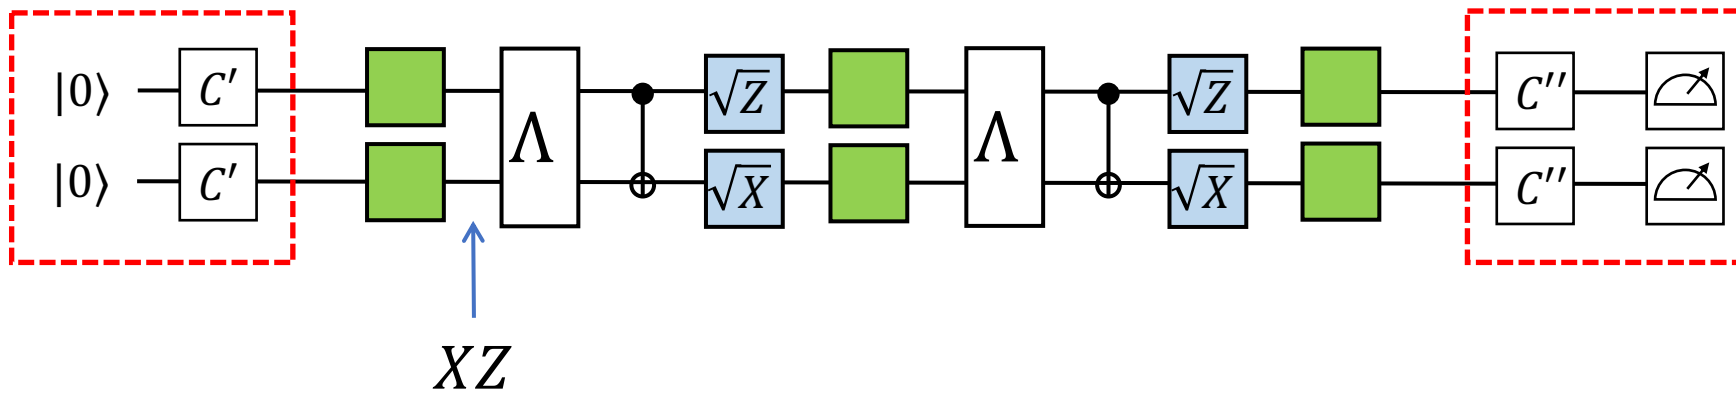 |0⟩ C′ Λ √Z Λ √Z C′′
|0⟩ C′ √X √X C′′
XZ